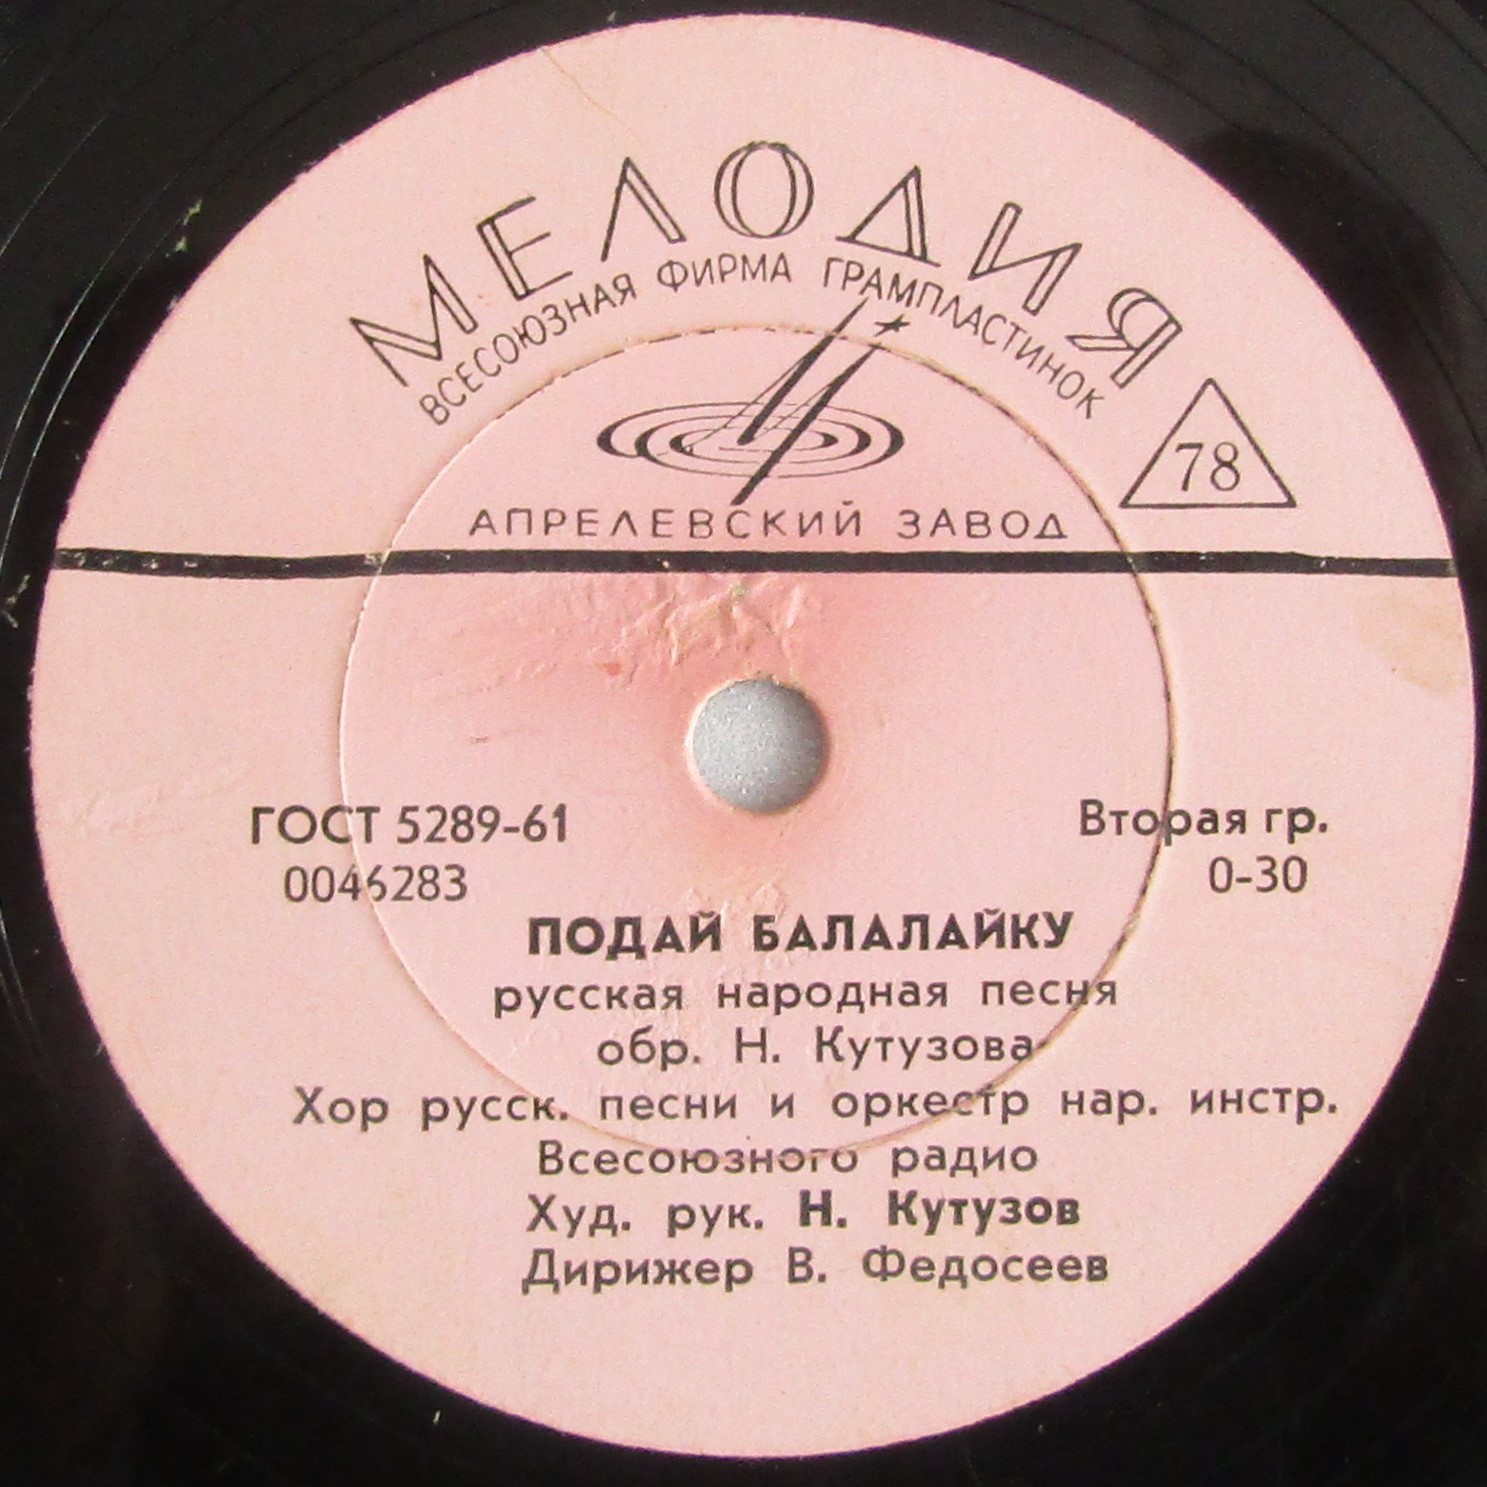 МЕЛОДИЯ
ВСЕСОЮЗНАЯ ФИРМА ГРАМПЛАСТИНОК
78
АПРЕЛЕВСКИЙ ЗАВОД
ГОСТ 5289-61
Вторая гр.
0046283
0-30
ПОДАЙ БАЛАЛАЙКУ
русская народная песня
обр. Н. Кутузова
Хор русск. песни и оркестр нар. инстр.
Всесоюзного радио
Худ. рук. Н. Кутузов
Дирижер В. Федосеев